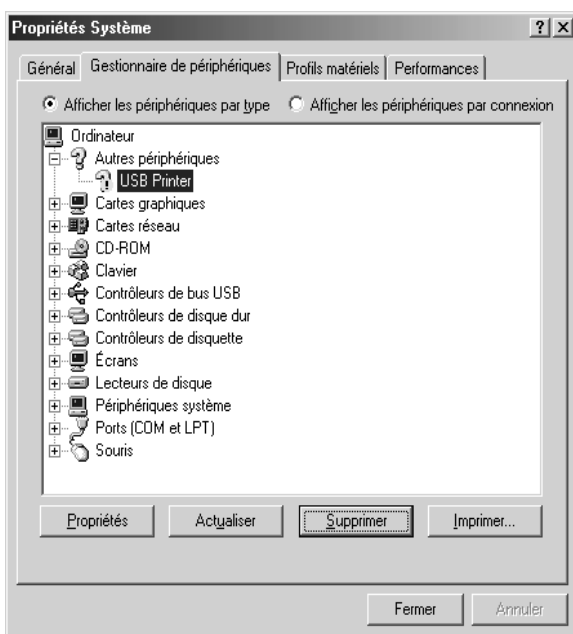 Propriétés Système
Général Gestionnaire de périphériques Profils matériels Performances
Afficher les périphériques par type Afficher les périphériques par connexion
Ordinateur
Autres périphériques
USB Printer
Cartes graphiques
Cartes réseau
CD-ROM
Clavier
Contrôleurs de bus USB
Contrôleurs de disque dur
Contrôleurs de disquette
Écrans
Lecteurs de disque
Périphériques système
Ports (COM et LPT)
Souris
Propriétés Actualiser Supprimer Imprimer...
Fermer Annuler